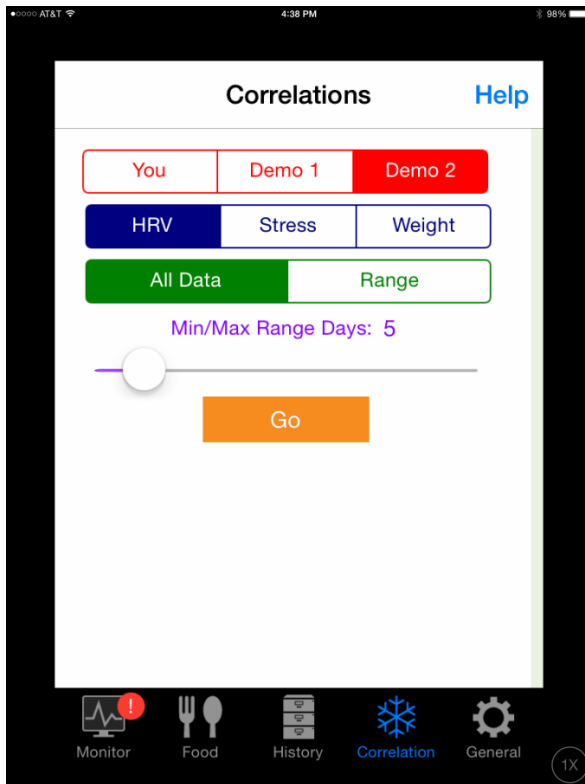 AT&T 4:38 PM 98%
Correlations Help
You Demo 1 Demo 2
HRV Stress Weight
All Data Range
Min/Max Range Days: 5
Go
!
Monitor Food History Correlation General
1X